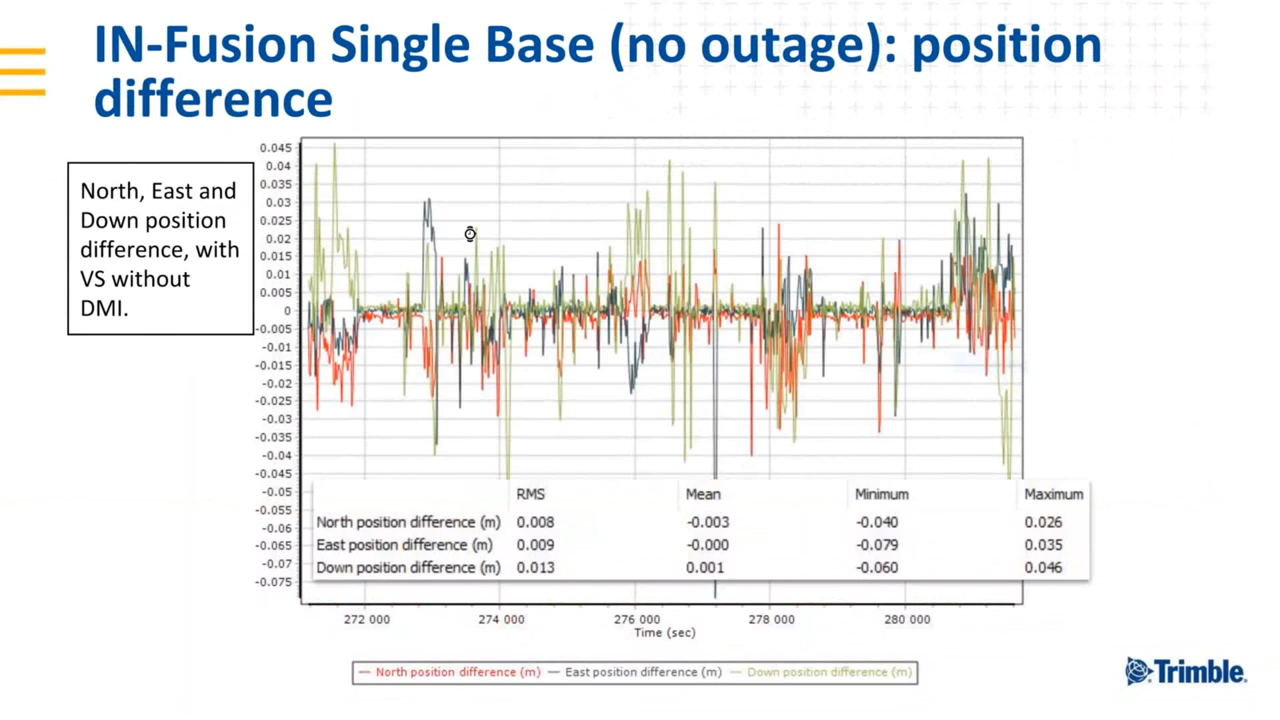 IN-Fusion Single Base (no outage): position
difference
North, East and
Down position
difference, with
VS without
DMI.
0.045
0.04
0.035
0.03
0.025
0.02
0.015
0.01
0.005
0
-0.005
-0.01
-0.015
-0.02
-0.025
-0.03
-0.035
-0.04
-0.045
-0.05
-0.055
-0.06
-0.065
-0.07
-0.075
RMS Mean Minimum Maximum
North position difference (m) 0.008 -0.003 -0.040 0.026
East position difference (m) 0.009 -0.000 -0.079 0.035
Down position difference (m) 0.013 0.001 -0.060 0.046
272 000 274 000 276 000 278 000 280 000
Time (sec)
North position difference (m) East position difference (m) Down position difference (m)
Trimble